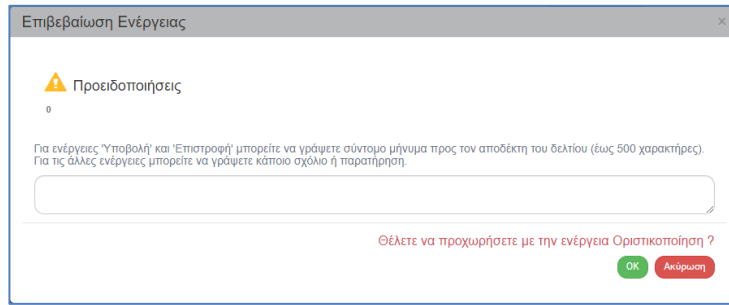 Επιβεβαίωση Ενέργειας ×
Προειδοποιήσεις
0
Για ενέργειες 'Υποβολή' και 'Επιστροφή' μπορείτε να γράψετε σύντομο μήνυμα προς τον αποδέκτη του δελτίου (έως 500 χαρακτήρες).
Για τις άλλες ενέργειες μπορείτε να γράψετε κάποιο σχόλιο ή παρατήρηση.
Θέλετε να προχωρήσετε με την ενέργεια Οριστικοποίηση ?
OK Ακύρωση